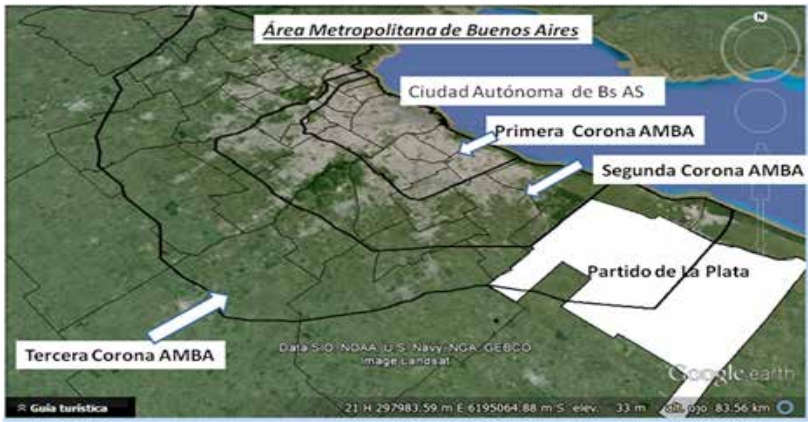 Área Metropolitana de Buenos Aires
N
Ciudad Autónoma de Bs AS
Primera Corona AMBA
Segunda Corona AMBA
Partido de La Plata
Tercera Corona AMBA
Data SIO, NOAA, U.S. Navy, NGA, GEBCO
Image Landsat
Google earth
Guía turística
21 H 297983.59 m E 6195064.88 m S elev. 33 m alt. ojo 83.56 km